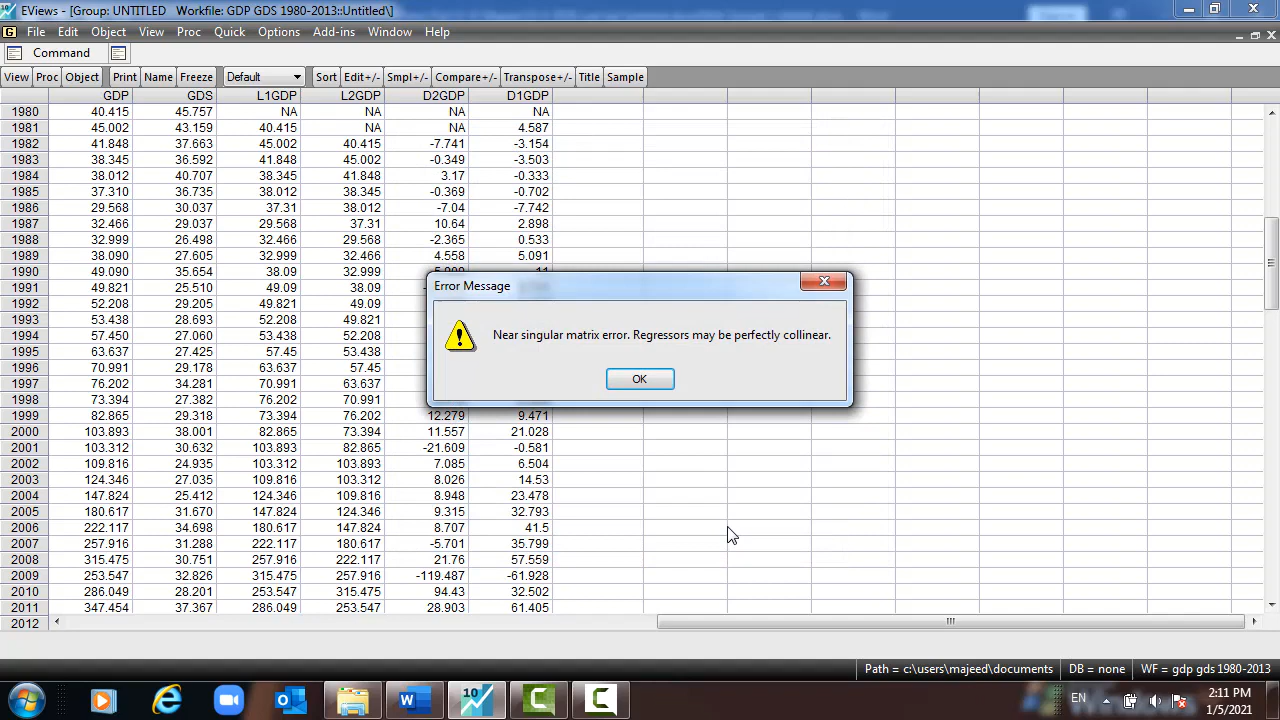 EViews - [Group: UNTITLED   Workfile: GDP GDS 1980-2013::Untitled\]
File Edit Object View Proc Quick Options Add-ins Window Help
Command
View Proc Object Print Name Freeze Default Sort Edit+/- Smpl+/- Compare+/- Transpose+/- Title Sample
GDP GDS L1GDP L2GDP D2GDP D1GDP
1980 40.415 45.757 NA NA NA NA
1981 45.002 43.159 40.415 NA NA 4.587
1982 41.848 37.663 45.002 40.415 -7.741 -3.154
1983 38.345 36.592 41.848 45.002 -0.349 -3.503
1984 38.012 40.707 38.345 41.848 3.17 -0.333
1985 37.310 36.735 38.012 38.345 -0.369 -0.702
1986 29.568 30.037 37.31 38.012 -7.04 -7.742
1987 32.466 29.037 29.568 37.31 10.64 2.898
1988 32.999 26.498 32.466 29.568 -2.365 0.533
1989 38.090 27.605 32.999 32.466 4.558 5.091
1990 49.090 35.654 38.09 32.999
1991 49.821 25.510 49.09 38.09
1992 52.208 29.205 49.821 49.09
1993 53.438 28.693 52.208 49.821
1994 57.450 27.060 53.438 52.208
1995 63.637 27.425 57.45 53.438
1996 70.991 29.178 63.637 57.45
1997 76.202 34.281 70.991 63.637
1998 73.394 27.382 76.202 70.991
1999 82.865 29.318 73.394 76.202 12.279 9.471
2000 103.893 38.001 82.865 73.394 11.557 21.028
2001 103.312 30.632 103.893 82.865 -21.609 -0.581
2002 109.816 24.935 103.312 103.893 7.085 6.504
2003 124.346 27.035 109.816 103.312 8.026 14.53
2004 147.824 25.412 124.346 109.816 8.948 23.478
2005 180.617 31.670 147.824 124.346 9.315 32.793
2006 222.117 34.698 180.617 147.824 8.707 41.5
2007 257.916 31.288 222.117 180.617 -5.701 35.799
2008 315.475 30.751 257.916 222.117 21.76 57.559
2009 253.547 32.826 315.475 257.916 -119.487 -61.928
2010 286.049 28.201 253.547 315.475 94.43 32.502
2011 347.454 37.367 286.049 253.547 28.903 61.405
2012
Error Message
Near singular matrix error. Regressors may be perfectly collinear.
OK
Path = c:\users\majeed\documents DB = none WF = gdp gds 1980-2013
EN 2:11 PM
1/5/2021